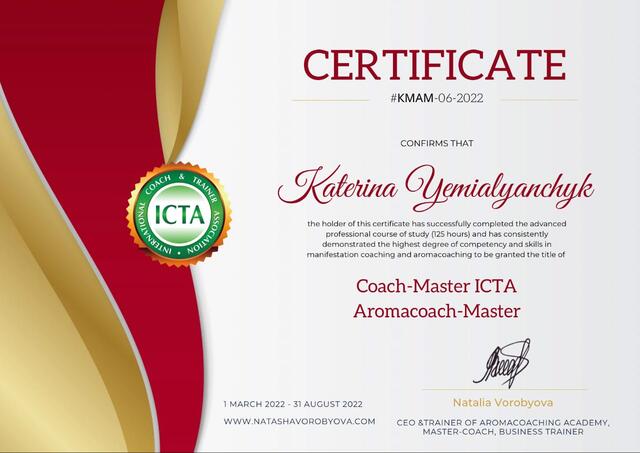 CERTIFICATE
#KMAM-06-2022
CONFIRMS THAT
Katerina Yemialyanchyk
the holder of this certificate has successfully completed the advanced
professional course of study (125 hours) and has consistently
demonstrated the highest degree of competency and skills in
manifestation coaching and aromacoaching to be granted the title of
Coach-Master ICTA
Aromacoach-Master
INTERNATIONAL COACH & TRAINER ASSOCIATION
ICTA
1 MARCH 2022 - 31 AUGUST 2022
WWW.NATASHAVOROBYOVA.COM
Natalia Vorobyova
CEO &TRAINER OF AROMACOACHING ACADEMY,
MASTER-COACH, BUSINESS TRAINER